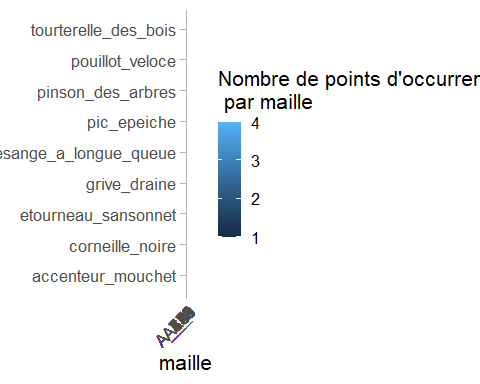 tourterelle_des_bois
pouillot_veloce
pinson_des_arbres
pic_epeiche
esange_a_longue_queue
grive_draine
etourneau_sansonnet
corneille_noire
accenteur_mouchet
maille
Nombre de points d'occurrer
par maille
4
3
2
1